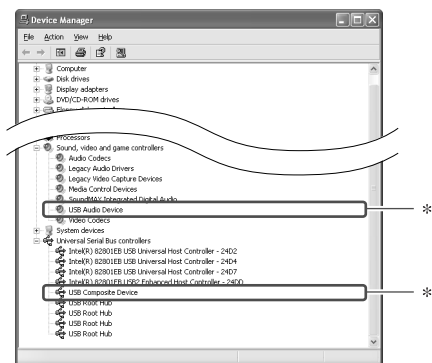 Device Manager
File Action View Help
Computer
Disk drives
Display adapters
DVD/CD-ROM drives
Processors
Sound, video and game controllers
Audio Codecs
Legacy Audio Drivers
Legacy Video Capture Devices
Media Control Devices
SoundMAX Integrated Digital Audio
USB Audio Device
*
Video Codecs
System devices
Universal Serial Bus controllers
Intel(R) 82801EB USB Universal Host Controller - 24D2
Intel(R) 82801EB USB Universal Host Controller - 24D4
Intel(R) 82801EB USB Universal Host Controller - 24D7
Intel(R) 82801EB USB2 Enhanced Host Controller - 24DD
USB Composite Device
*
USB Root Hub
USB Root Hub
USB Root Hub
USB Root Hub